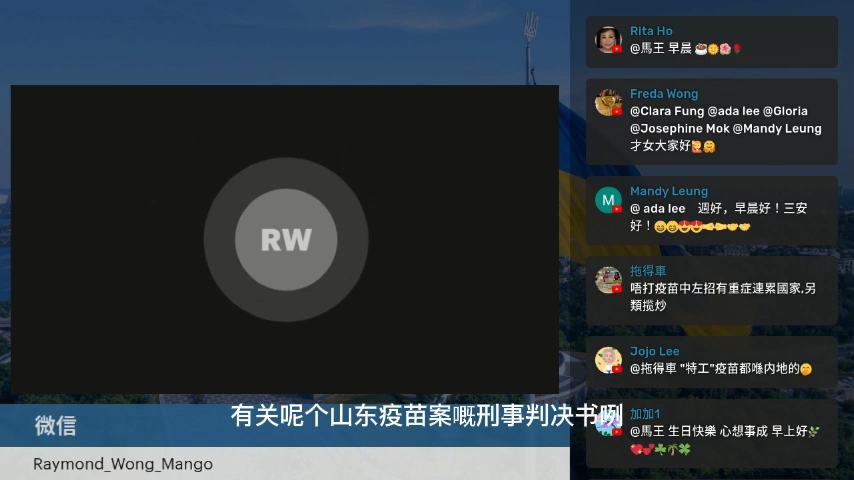 RW
有关呢个山东疫苗案嘅刑事判决书咧
微信
Raymond_Wong_Mango
Rita Ho
@馬王 早晨 ☕🌼🌸🌹
Freda Wong
@Clara Fung @ada lee @Gloria
@Josephine Mok @Mandy Leung
才女大家好🙋🤗
M
Mandy Leung
@ ada lee 週好，早晨好！三安
好！😄😄😍😍🤜🤛🤝🤝
拖得車
唔打疫苗中左招有重症連累國家,另
類揽炒
Jojo Lee
@拖得車 "特工"疫苗都喺内地的🤭
加加1
@馬王 生日快樂 心想事成 早上好🌿
💖💕☘️🌴🍀